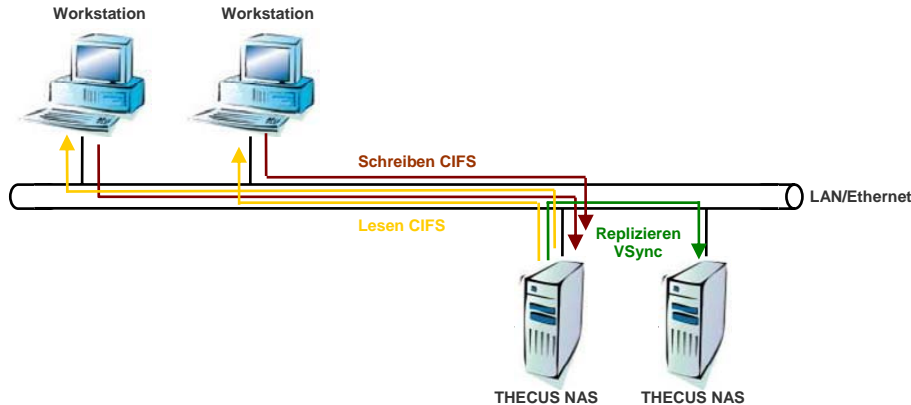 Workstation
Workstation
Schreiben CIFS
LAN/Ethernet
Lesen CIFS
Replizieren
VSync
THECUS NAS
THECUS NAS